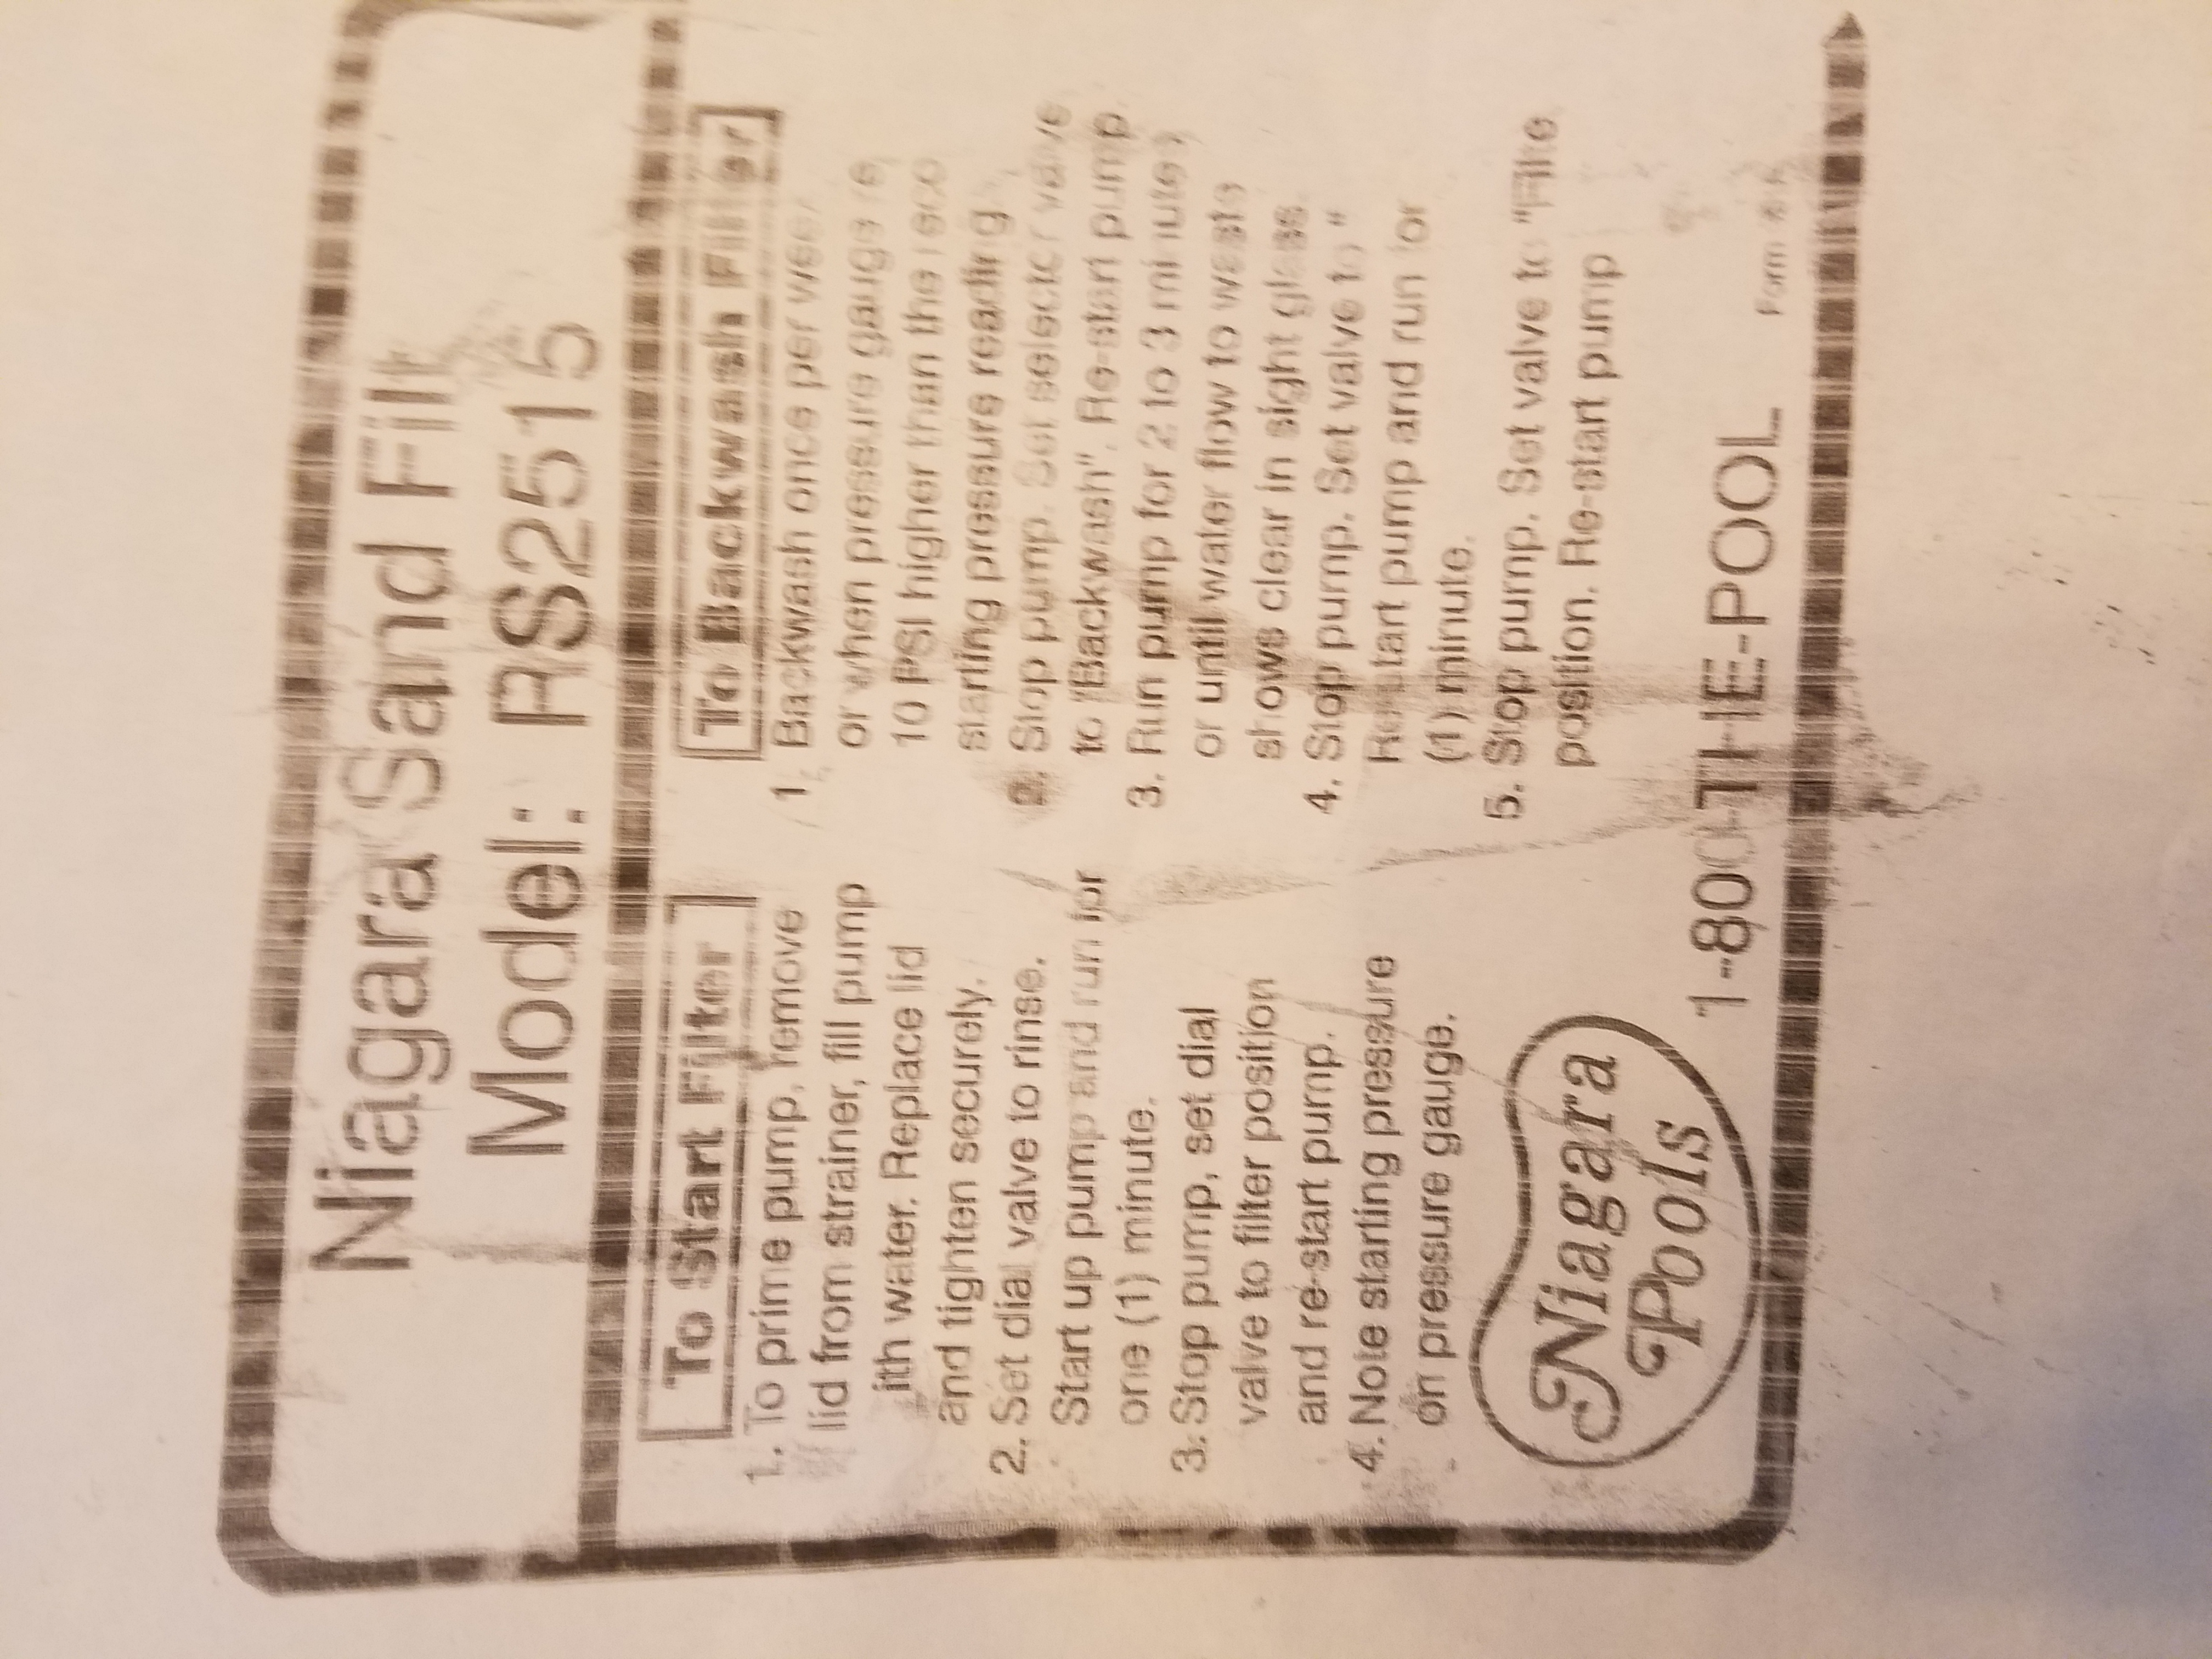 Niagara Sand Filt
Model: RS2515
To Start Filter
1. To prime pump, remove
lid from strainer, fill pump
ith water. Replace lid
and tighten securely.
2. Set dial valve to rinse.
Start up pump and run for
one (1) minute.
3. Stop pump, set dial
valve to filter position
and re-start pump.
4. Note starting pressure
on pressure gauge.
To Backwash Filter
1. Backwash once per
or when pressure gauge
10 PSI higher than the
starting pressure reading.
2. Stop pump. Set selector valve
to "Backwash". Re-start pump.
3. Run pump for 2 to 3 minutes
or until water flow to waste
shows clear in sight glass.
4. Stop pump. Set valve to "
pump and run for
(1) minute.
5. Stop pump. Set valve to "Filte
position. Re-start pump
Niagara
Pools
1-800-THE-POOL
Form